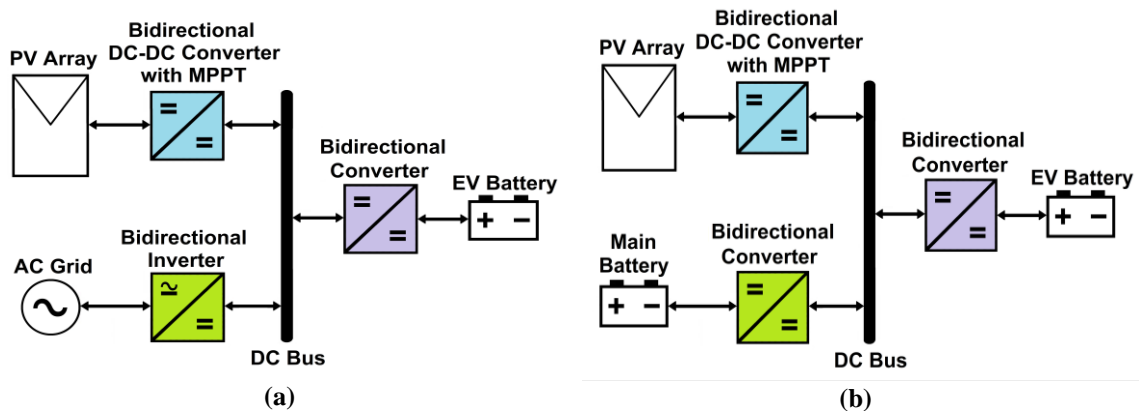 Bidirectional
DC-DC Converter
with MPPT
PV Array
=
=
Bidirectional
Converter
=
=
EV Battery
+ −
Bidirectional
Inverter
AC Grid
~
≃
=
DC Bus
(a)
Bidirectional
DC-DC Converter
with MPPT
PV Array
=
=
Bidirectional
Converter
=
=
EV Battery
+ −
Main
Battery
+ −
Bidirectional
Converter
=
=
DC Bus
(b)